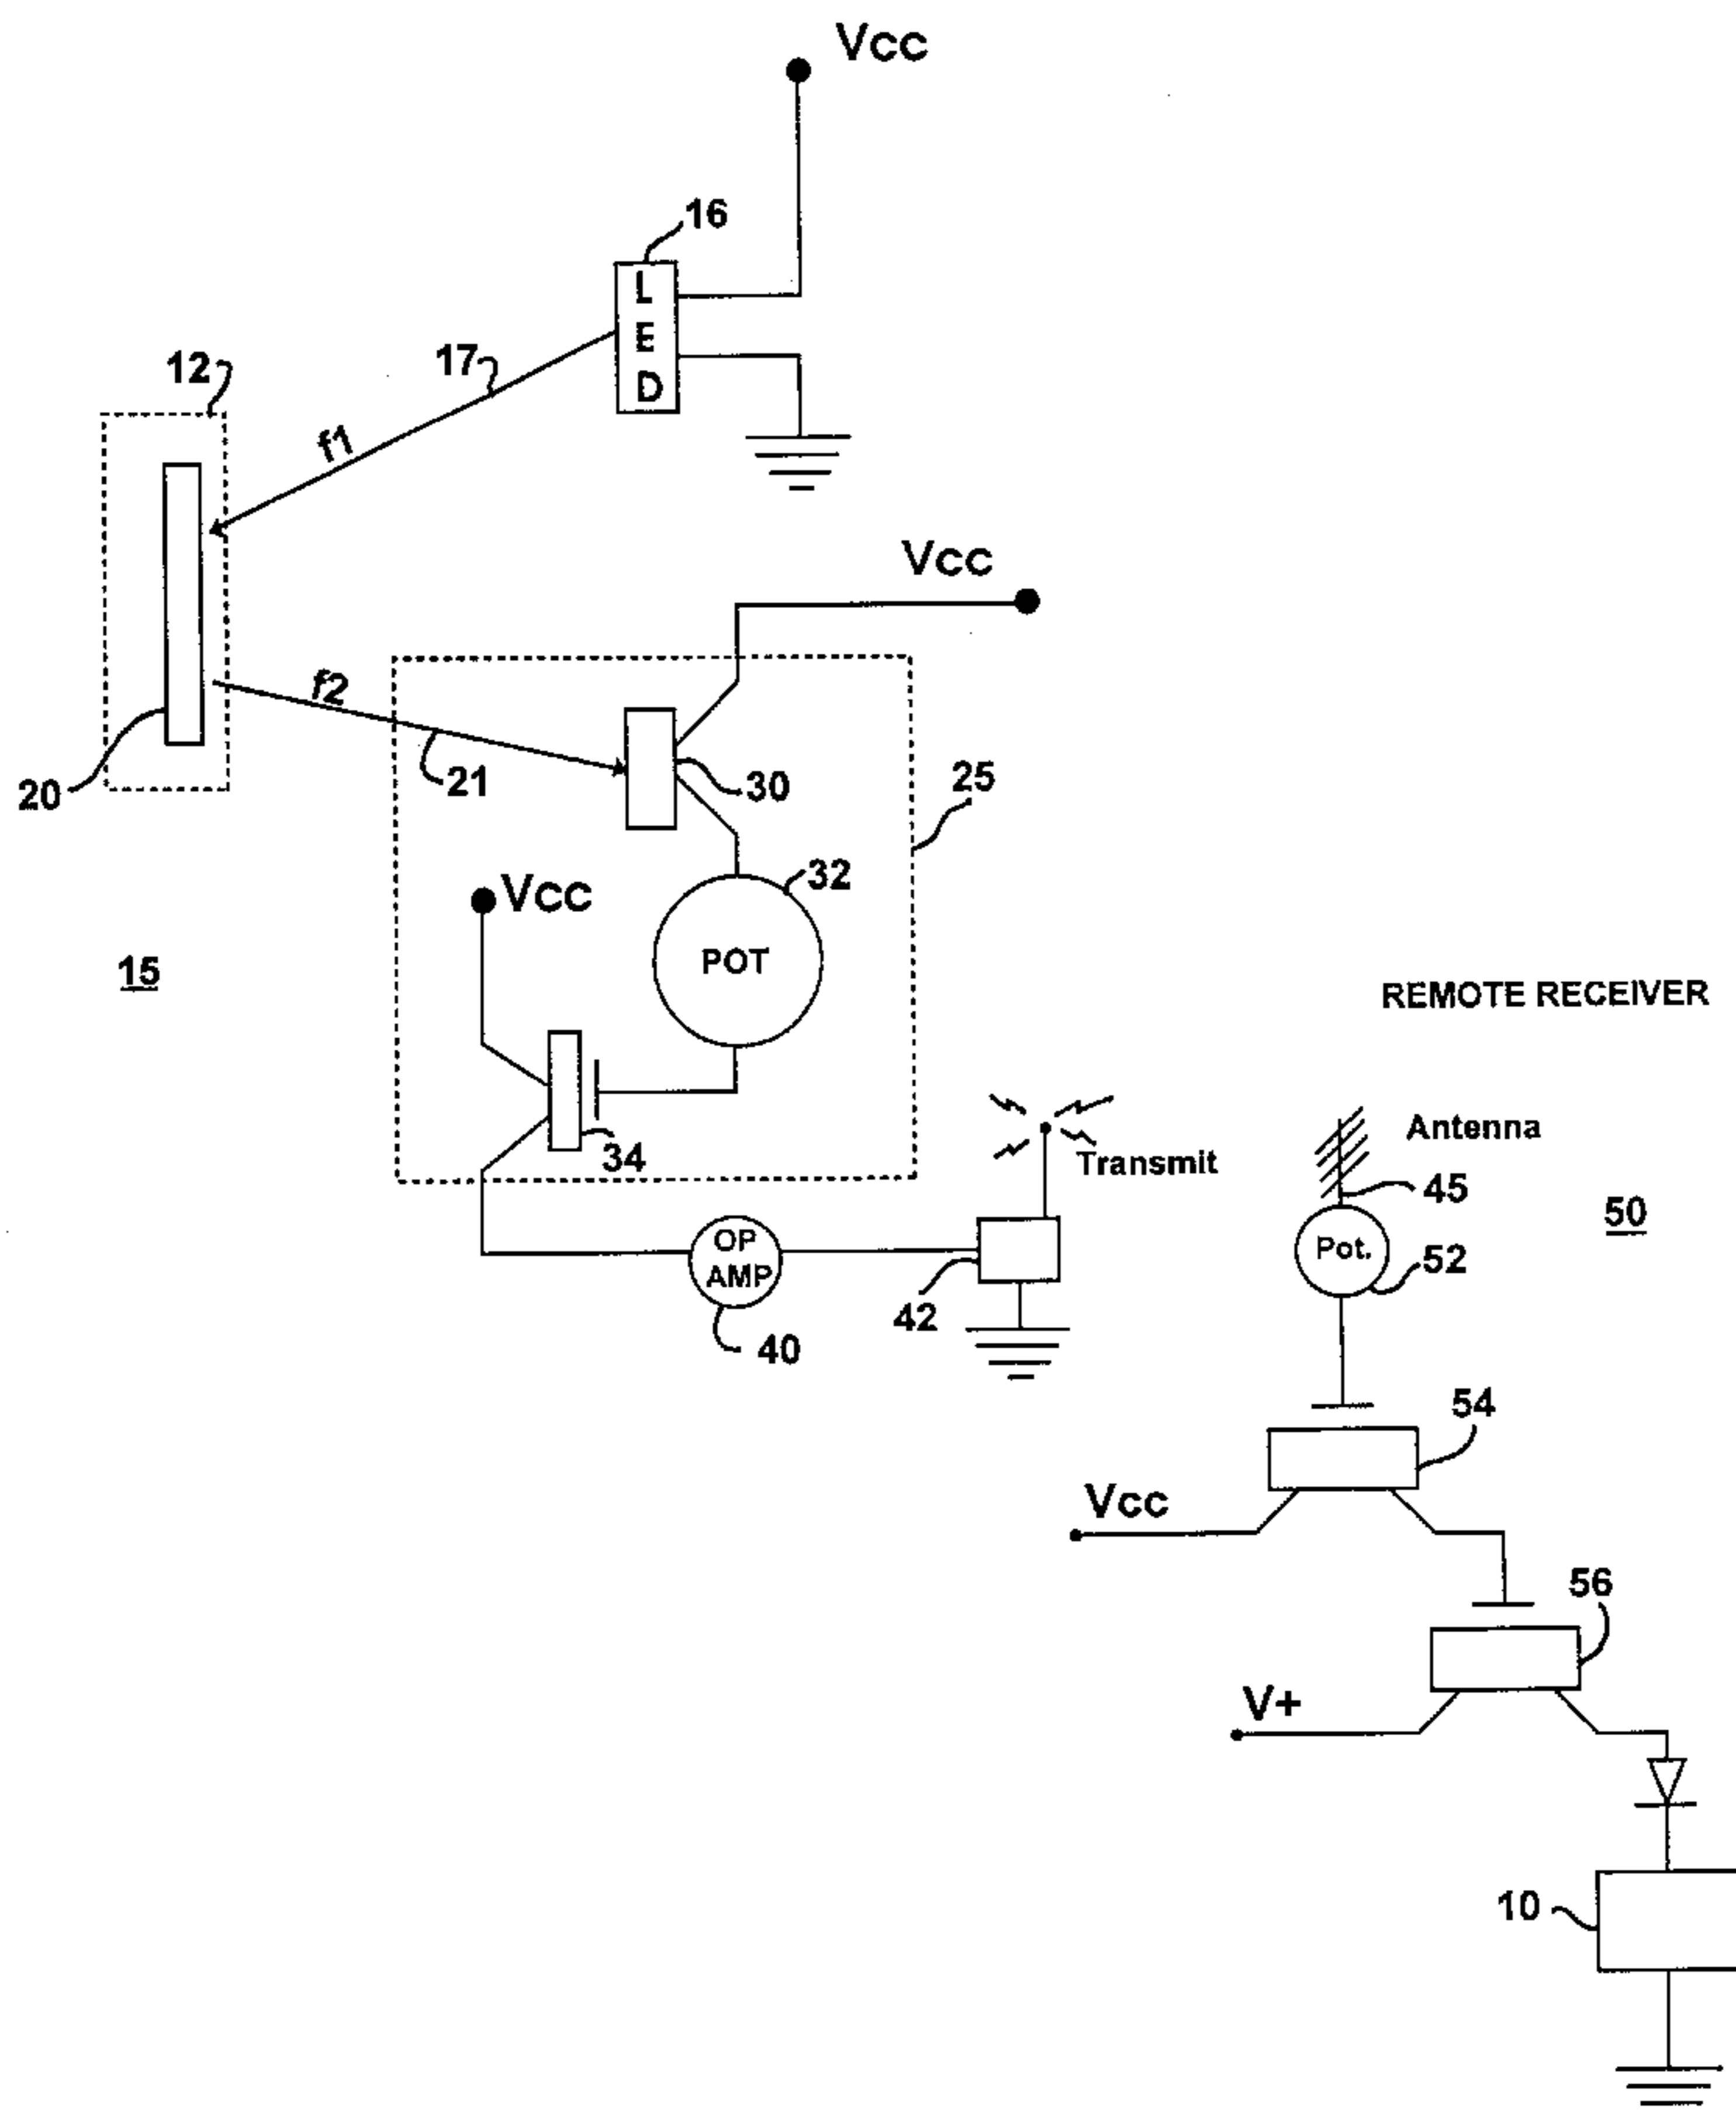 Vcc
16
L
E
D
17
12
f1
Vcc
f2
20
21
30
25
32
Vcc
POT
15
REMOTE RECEIVER
34
Transmit
Antenna
45
50
OP
AMP
Pot.
52
42
40
54
Vcc
56
V+
10